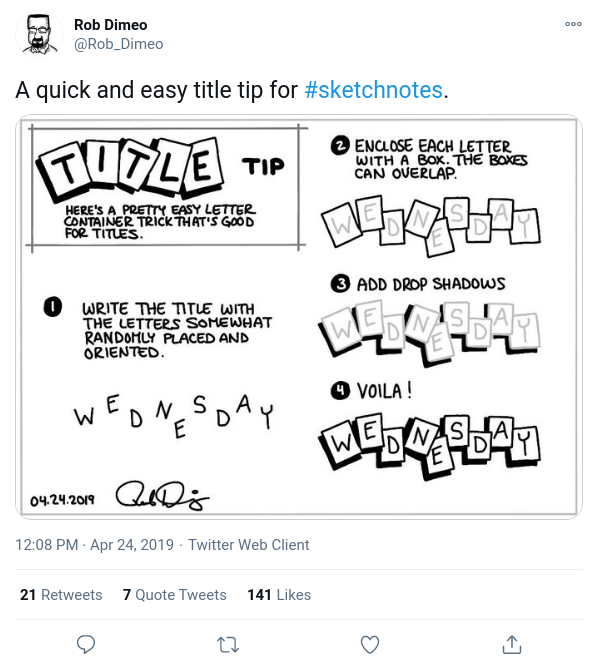 Rob Dimeo
@Rob_Dimeo
A quick and easy title tip for #sketchnotes.
TITLE TIP
HERE'S A PRETTY EASY LETTER
CONTAINER TRICK THAT'S GOOD
FOR TITLES.
1 WRITE THE TITLE WITH
THE LETTERS SOMEWHAT
RANDOMLY PLACED AND
ORIENTED.
WEDNESDAY
04.24.2019
2 ENCLOSE EACH LETTER
WITH A BOX. THE BOXES
CAN OVERLAP.
WEDNESDAY
3 ADD DROP SHADOWS
WEDNESDAY
4 VOILA!
WEDNESDAY
12:08 PM · Apr 24, 2019 · Twitter Web Client
21 Retweets 7 Quote Tweets 141 Likes